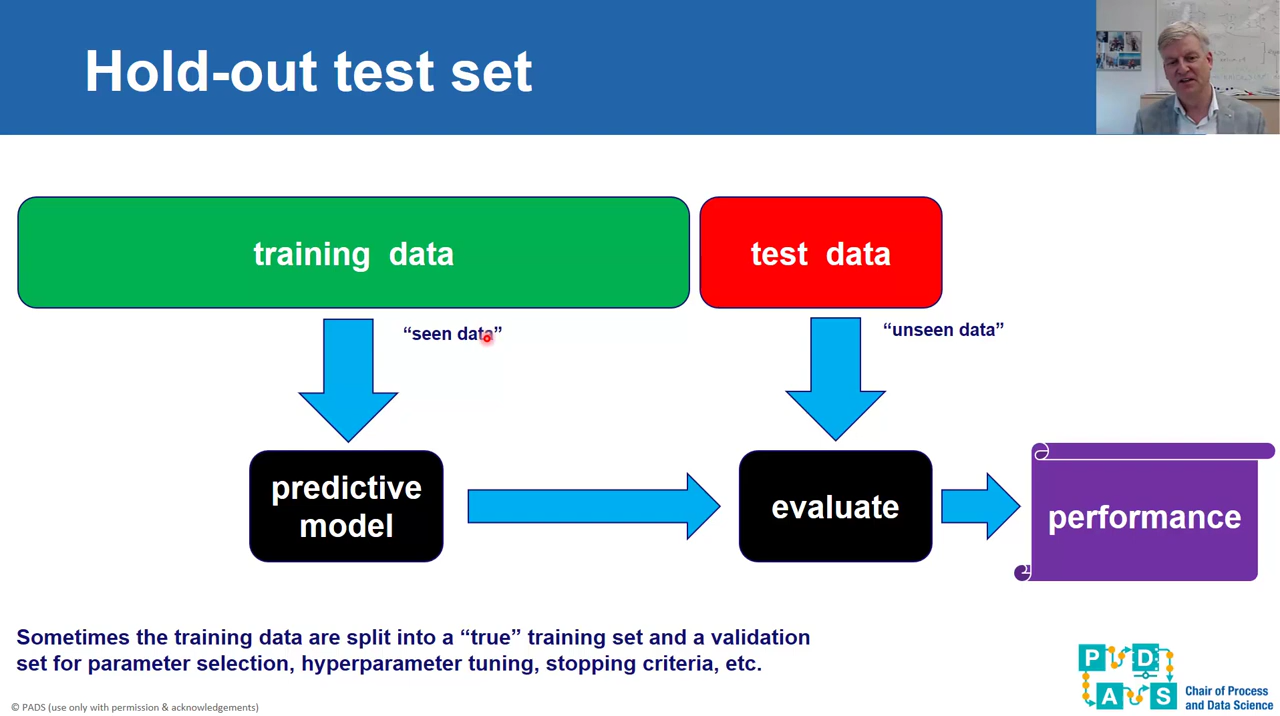 Hold-out test set
training data
test data
“seen data”
“unseen data”
predictive
model
evaluate
performance
Sometimes the training data are split into a “true” training set and a validation
set for parameter selection, hyperparameter tuning, stopping criteria, etc.
P D
A S
Chair of Process
and Data Science
© PADS (use only with permission & acknowledgements)